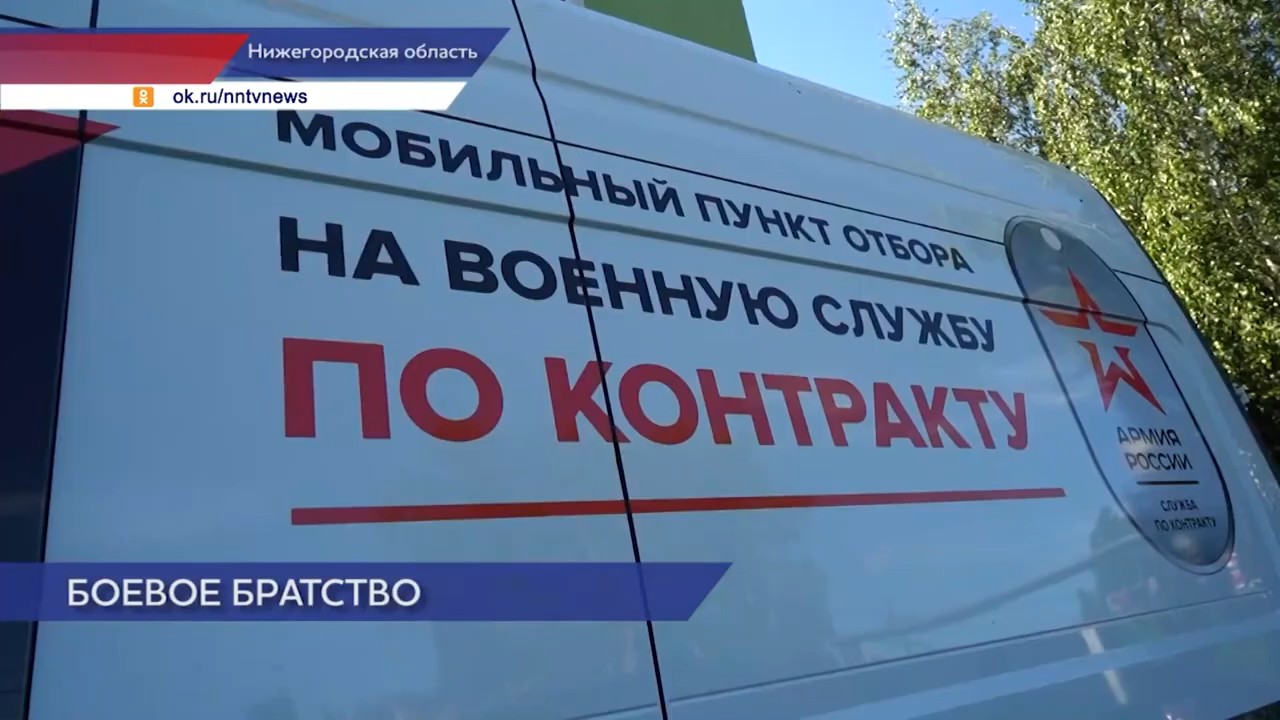 Нижегородская область
ok.ru/nntvnews
МОБИЛЬНЫЙ ПУНКТ ОТБОРА
НА ВОЕННУЮ СЛУЖБУ
ПО КОНТРАКТУ
АРМИЯ
РОССИИ
СЛУЖБА
ПО КОНТРАКТУ
БОЕВОЕ БРАТСТВО